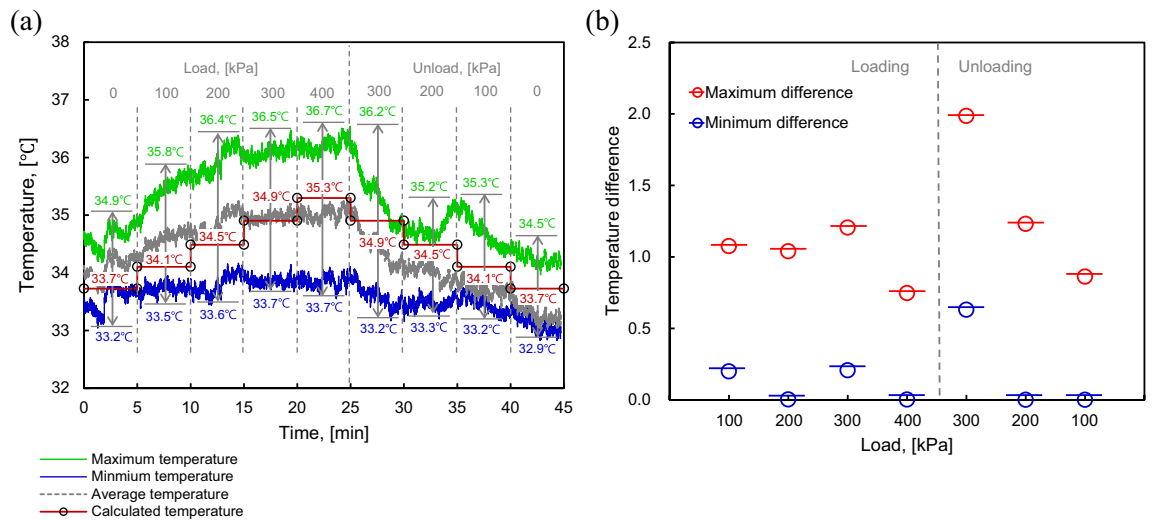 (a)
38
37
36
35
34
33
32
Temperature, [℃]
Load, [kPa]
Unload, [kPa]
0 100 200 300 400 300 200 100 0
34.9℃
35.8℃
36.4℃
36.5℃
36.7℃
36.2℃
35.2℃
35.3℃
34.5℃
33.7℃
34.1℃
34.5℃
34.9℃
35.3℃
34.9℃
34.5℃
34.1℃
33.7℃
33.2℃
33.5℃
33.6℃
33.7℃
33.7℃
33.2℃
33.3℃
33.2℃
32.9℃
0 5 10 15 20 25 30 35 40 45
Time, [min]
Maximum temperature
Minmium temperature
Average temperature
Calculated temperature
(b)
2.5
2.0
1.5
1.0
0.5
0.0
Temperature difference
Loading
Unloading
Maximum difference
Minimum difference
100 200 300 400 300 200 100
Load, [kPa]